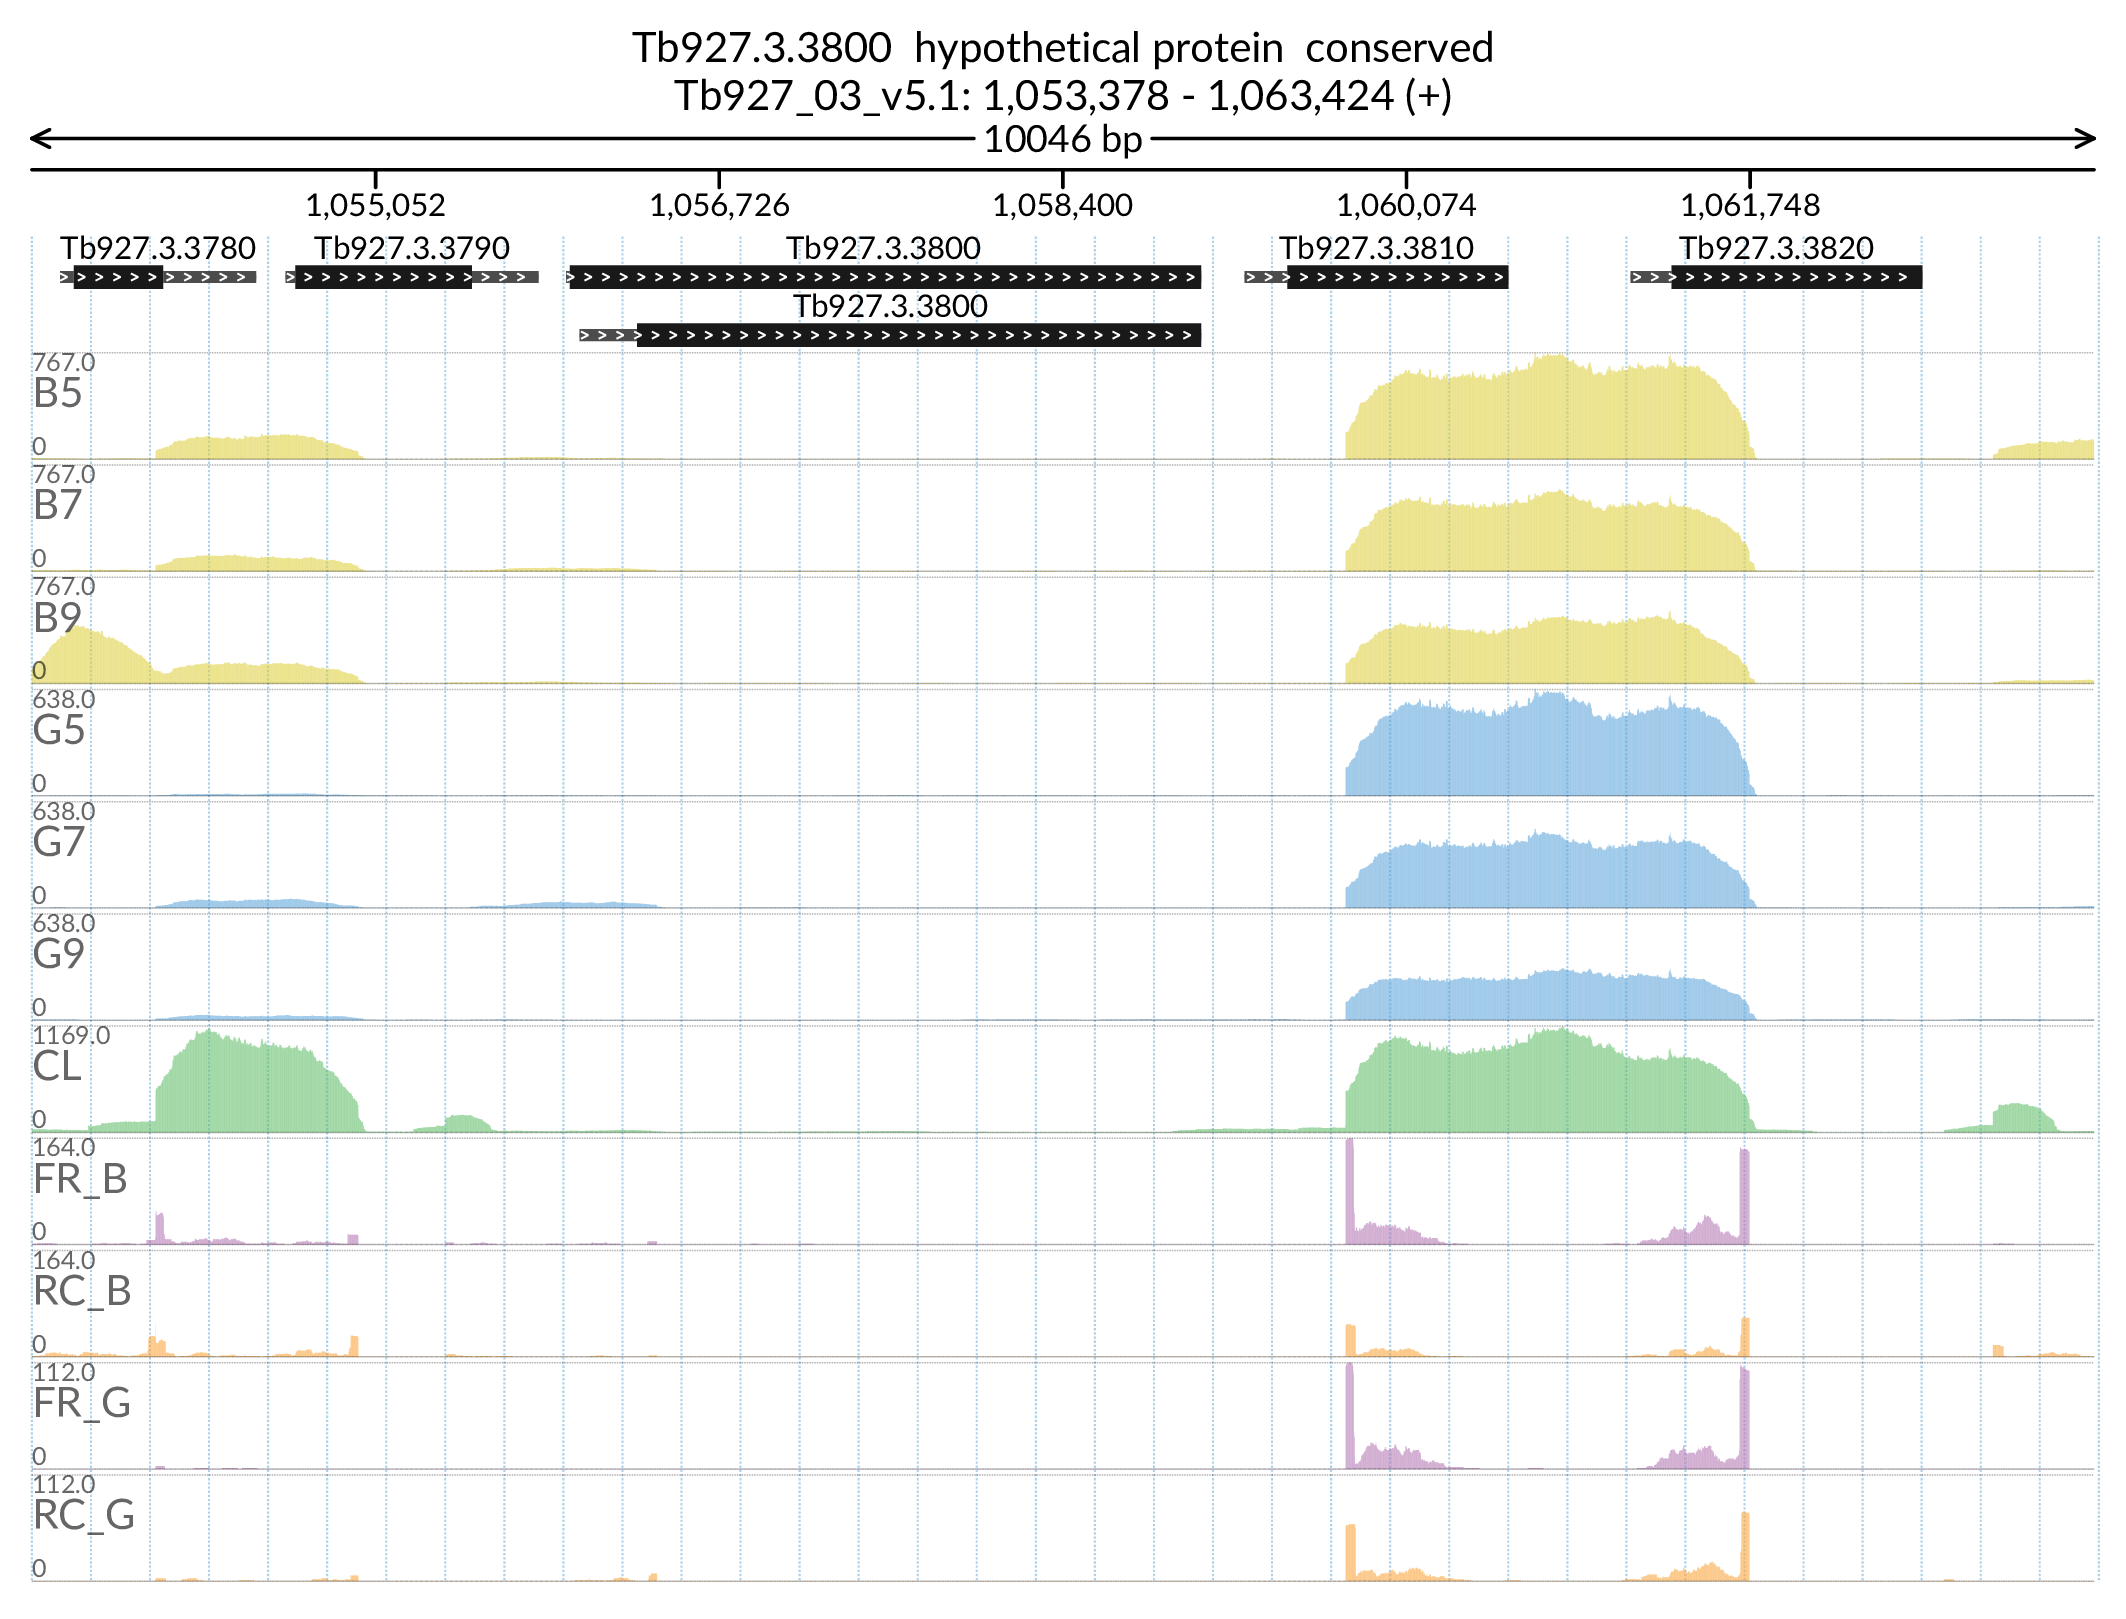 Tb927.3.3800  hypothetical protein  conserved
Tb927_03_v5.1: 1,053,378 - 1,063,424 (+)
10046 bp
1,055,052 1,056,726 1,058,400 1,060,074 1,061,748
Tb927.3.3780 Tb927.3.3790 Tb927.3.3800 Tb927.3.3810 Tb927.3.3820
Tb927.3.3800
767.0
B5
0
767.0
B7
0
767.0
B9
0
638.0
G5
0
638.0
G7
0
638.0
G9
0
1169.0
CL
0
164.0
FR_B
0
164.0
RC_B
0
112.0
FR_G
0
112.0
RC_G
0